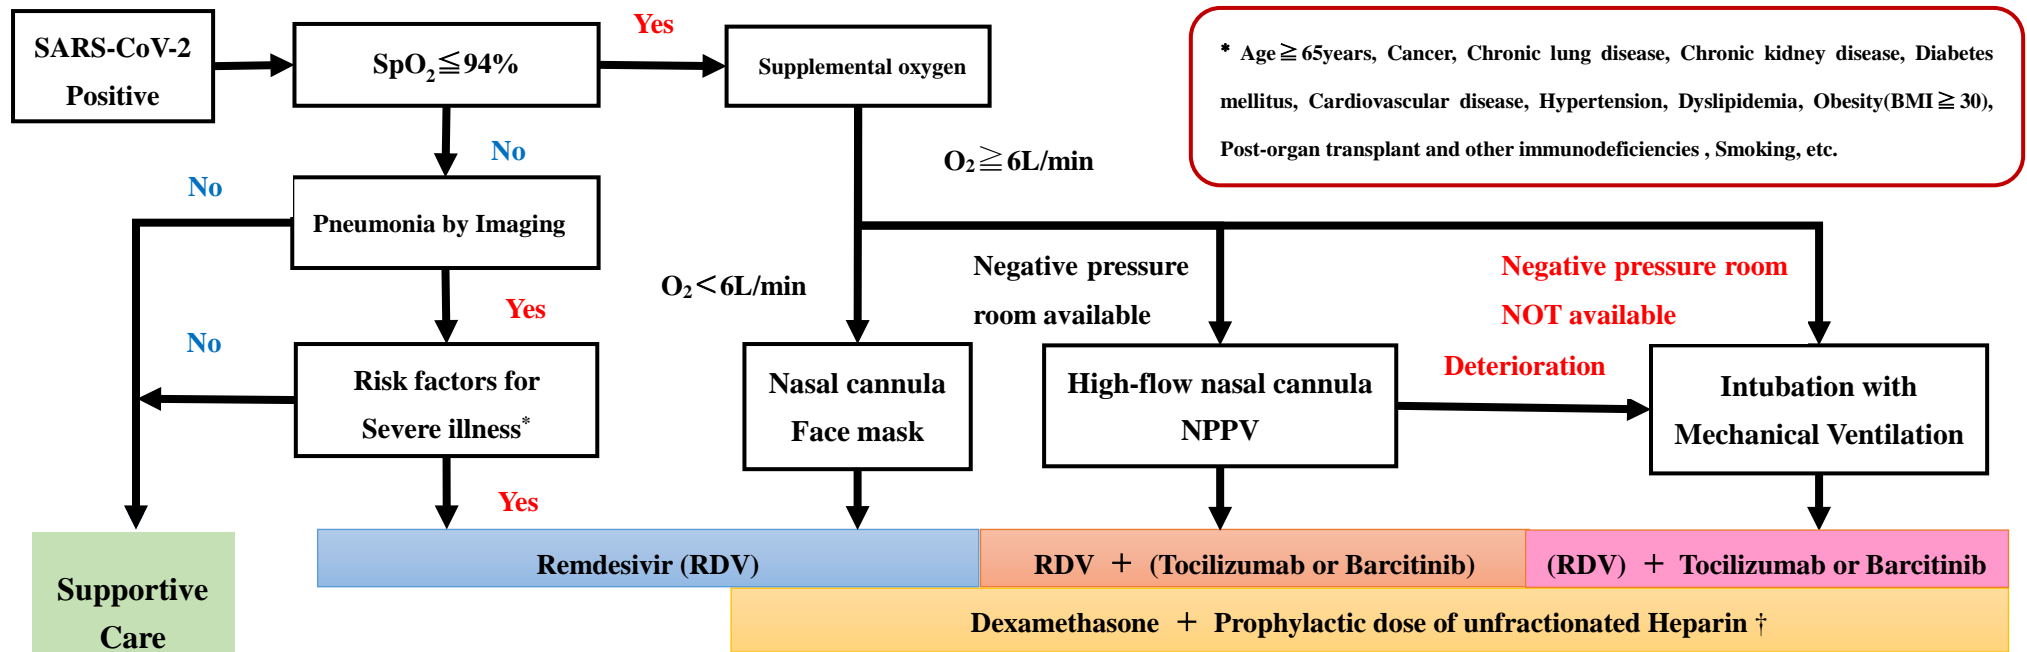 SARS-CoV-2
Positive
SpO₂≦94%
Yes
Supplemental oxygen
* Age≧65years, Cancer, Chronic lung disease, Chronic kidney disease, Diabetes
mellitus, Cardiovascular disease, Hypertension, Dyslipidemia, Obesity(BMI≧30),
Post-organ transplant and other immunodeficiencies , Smoking, etc.
No
No
O₂≧6L/min
Pneumonia by Imaging
O₂<6L/min
Negative pressure
room available
Negative pressure room
NOT available
Yes
No
Risk factors for
Severe illness*
Nasal cannula
Face mask
High-flow nasal cannula
NPPV
Deterioration
Intubation with
Mechanical Ventilation
Yes
Supportive
Care
Remdesivir (RDV)
RDV + (Tocilizumab or Barcitinib)
(RDV) + Tocilizumab or Barcitinib
Dexamethasone + Prophylactic dose of unfractionated Heparin †